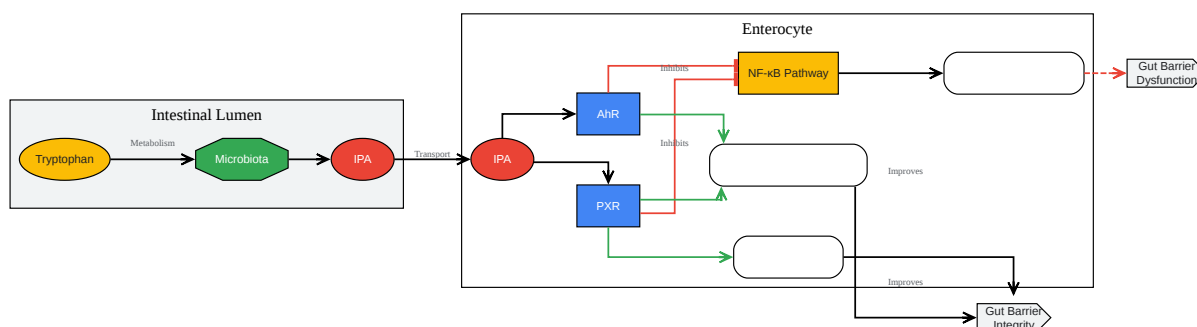 Enterocyte
Inhibits
NF-κB Pathway
Gut Barrier
Dysfunction
Intestinal Lumen
AhR
Tryptophan
Metabolism
Microbiota
IPA
Transport
IPA
Inhibits
Improves
PXR
Improves
Gut Barrier
Integrity